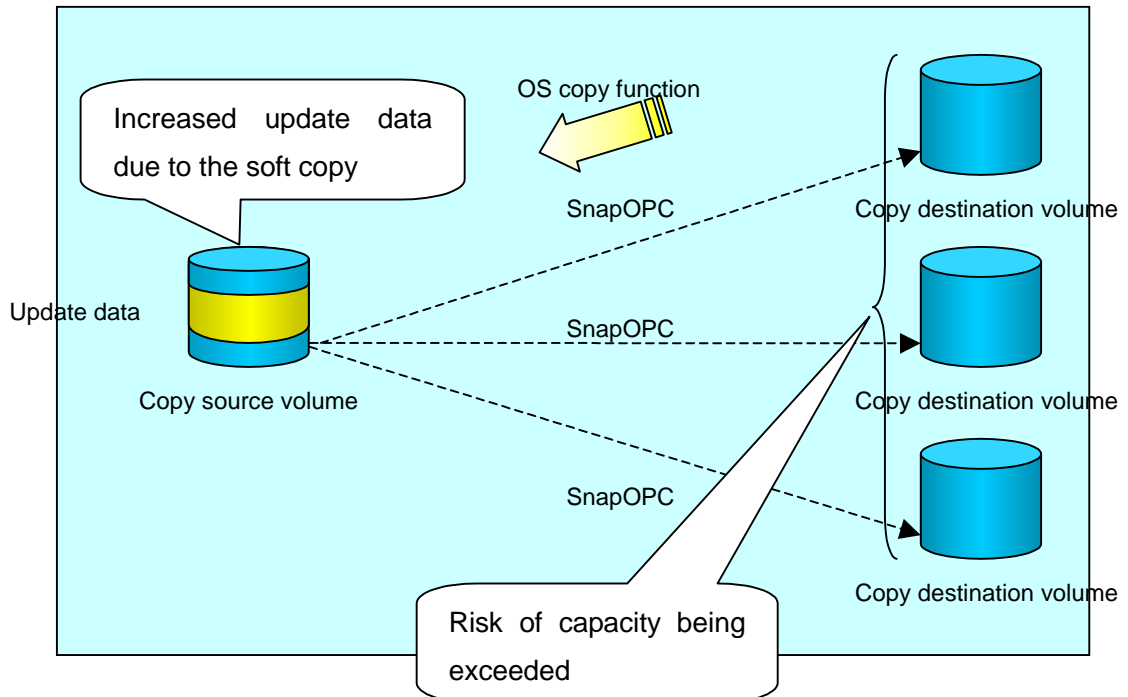 OS copy function
Increased update data
due to the soft copy
SnapOPC
Copy destination volume
Update data
SnapOPC
Copy source volume
Copy destination volume
SnapOPC
Copy destination volume
Risk of capacity being
exceeded